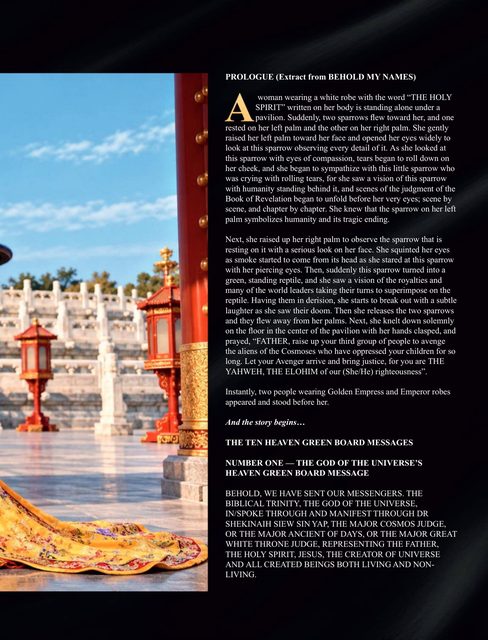 PROLOGUE (Extract from BEHOLD MY NAMES)
A woman wearing a white robe with the word “THE HOLY
SPIRIT” written on her body is standing alone under a
pavilion. Suddenly, two sparrows flew toward her, and one
rested on her left palm and the other on her right palm. She gently
raised her left palm toward her face and opened her eyes widely to
look at this sparrow observing every detail of it. As she looked at
this sparrow with eyes of compassion, tears began to roll down on
her cheek, and she began to sympathize with this little sparrow who
was crying with rolling tears, for she saw a vision of this sparrow
with humanity standing behind it, and scenes of the judgment of the
Book of Revelation began to unfold before her very eyes; scene by
scene, and chapter by chapter. She knew that the sparrow on her left
palm symbolizes humanity and its tragic ending.
Next, she raised up her right palm to observe the sparrow that is
resting on it with a serious look on her face. She squinted her eyes
as smoke started to come from its head as she stared at this sparrow
with her piercing eyes. Then, suddenly this sparrow turned into a
green, standing reptile, and she saw a vision of the royalties and
many of the world leaders taking their turns to superimpose on the
reptile. Having them in derision, she starts to break out with a subtle
laughter as she saw their doom. Then she releases the two sparrows
and they flew away from her palms. Next, she knelt down solemnly
on the floor in the center of the pavilion with her hands clasped, and
prayed, “FATHER, raise up your third group of people to avenge
the aliens of the Cosmoses who have oppressed your children for so
long. Let your Avenger arrive and bring justice, for you are THE
YAHWEH, THE ELOHIM of our (She/He) righteousness”.
Instantly, two people wearing Golden Empress and Emperor robes
appeared and stood before her.
And the story begins…
THE TEN HEAVEN GREEN BOARD MESSAGES
NUMBER ONE — THE GOD OF THE UNIVERSE’S
HEAVEN GREEN BOARD MESSAGE
BEHOLD, WE HAVE SENT OUR MESSENGERS. THE
BIBLICAL TRINITY, THE GOD OF THE UNIVERSE,
IN/SPOKE THROUGH AND MANIFEST THROUGH DR
SHEKINAH SIEW SIN YAP, THE MAJOR COSMOS JUDGE,
OR THE MAJOR ANCIENT OF DAYS, OR THE MAJOR GREAT
WHITE THRONE JUDGE, REPRESENTING THE FATHER,
THE HOLY SPIRIT, JESUS, THE CREATOR OF UNIVERSE
AND ALL CREATED BEINGS BOTH LIVING AND NON-
LIVING.